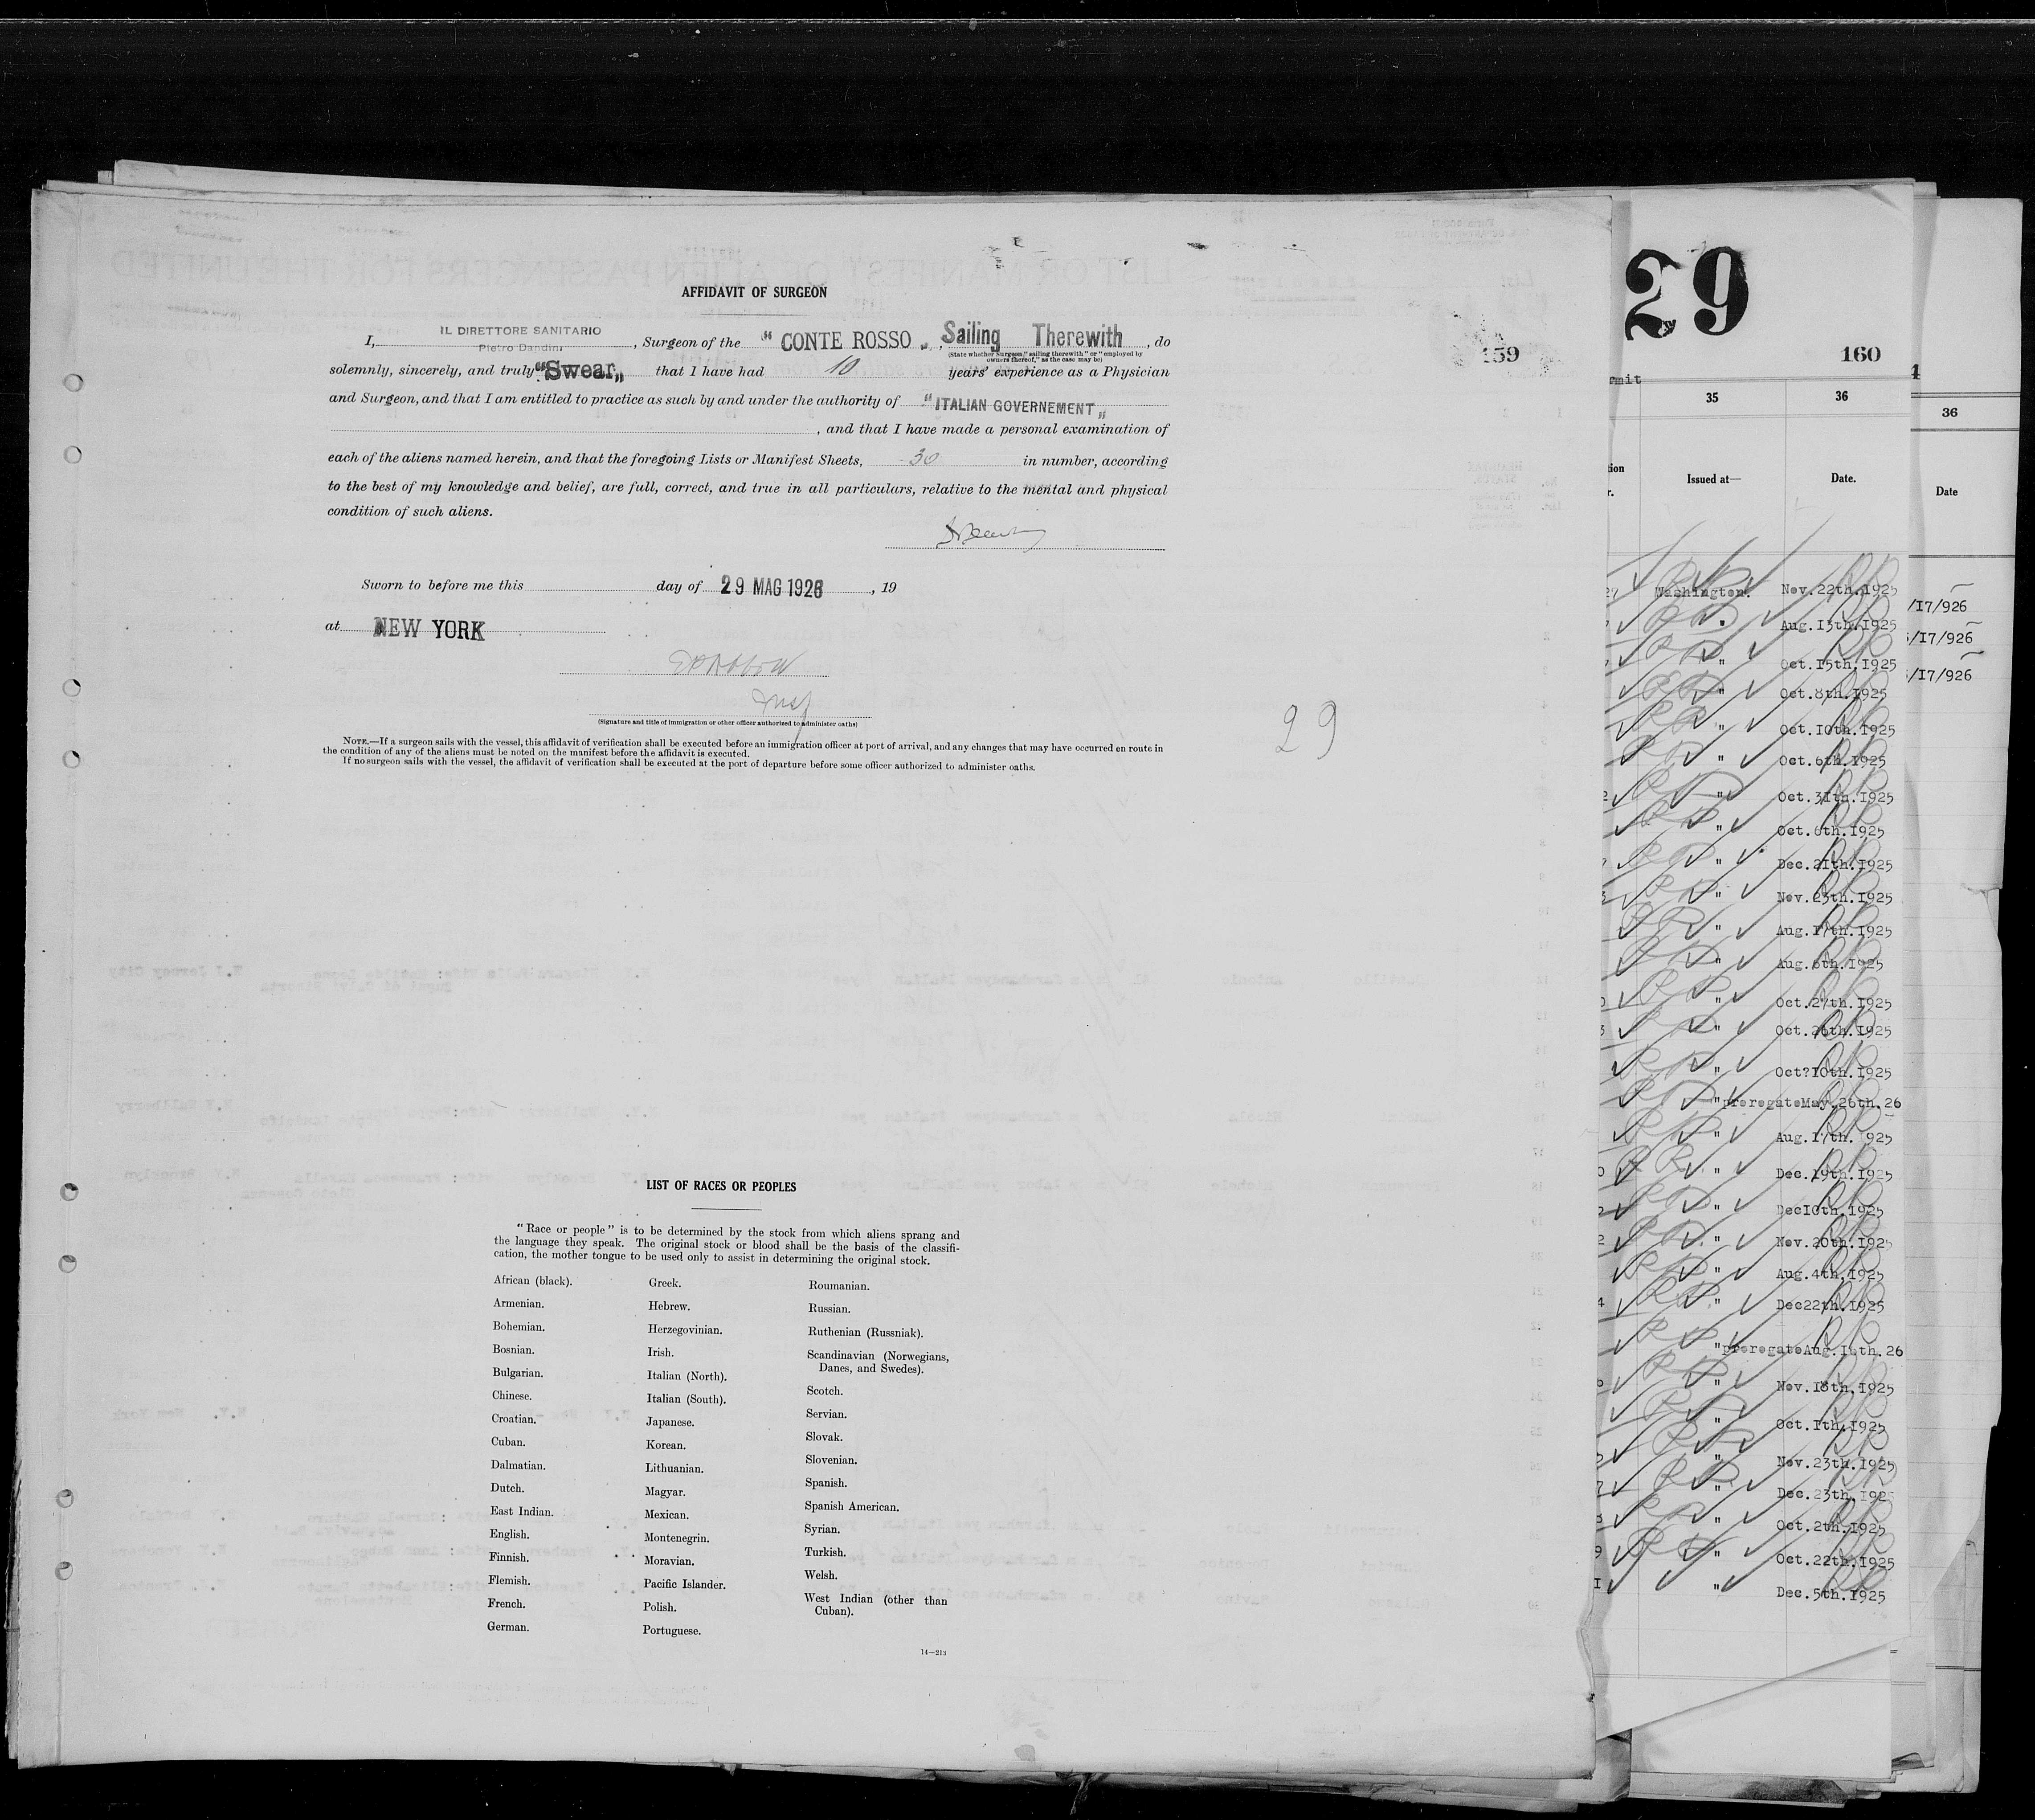 AFFIDAVIT OF SURGEON
IL DIRETTORE SANITARIO
I, Pietro Dandini, Surgeon of the " CONTE ROSSO „, Sailing Therewith, do
(State whether Surgeon "sailing therewith" or "employed by
owners thereof," as the case may be)
solemnly, sincerely, and truly "Swear„ that I have had 10 years' experience as a Physician
and Surgeon, and that I am entitled to practice as such by and under the authority of "ITALIAN GOVERNEMENT„
, and that I have made a personal examination of
each of the aliens named herein, and that the foregoing Lists or Manifest Sheets, 30 in number, according
to the best of my knowledge and belief, are full, correct, and true in all particulars, relative to the mental and physical
condition of such aliens.
Sworn to before me this day of 29 MAG 1926, 19
at NEW YORK
Insp
(Signature and title of immigration or other officer authorized to administer oaths)
NOTE.—If a surgeon sails with the vessel, this affidavit of verification shall be executed before an immigration officer at port of arrival, and any changes that may have occurred en route in
the condition of any of the aliens must be noted on the manifest before the affidavit is executed.
If no surgeon sails with the vessel, the affidavit of verification shall be executed at the port of departure before some officer authorized to administer oaths.
29
159
LIST OF RACES OR PEOPLES
"Race or people" is to be determined by the stock from which aliens sprang and
the language they speak. The original stock or blood shall be the basis of the classifi-
cation, the mother tongue to be used only to assist in determining the original stock.
African (black).
Armenian.
Bohemian.
Bosnian.
Bulgarian.
Chinese.
Croatian.
Cuban.
Dalmatian.
Dutch.
East Indian.
English.
Finnish.
Flemish.
French.
German.
Greek.
Hebrew.
Herzegovinian.
Irish.
Italian (North).
Italian (South).
Japanese.
Korean.
Lithuanian.
Magyar.
Mexican.
Montenegrin.
Moravian.
Pacific Islander.
Polish.
Portuguese.
Roumanian.
Russian.
Ruthenian (Russniak).
Scandinavian (Norwegians,
Danes, and Swedes).
Scotch.
Servian.
Slovak.
Slovenian.
Spanish.
Spanish American.
Syrian.
Turkish.
Welsh.
West Indian (other than
Cuban).
14—213
29
160
35 36
Issued at— Date.
Washington. Nov.22th.1925
" Aug.13th.1925
" Oct.15th.1925
" Oct.8th.1925
" Oct.10th.1925
" Oct.6th.1925
" Oct.31th.1925
" Oct.6th.1925
" Dec.21th.1925
" Nov.23th.1925
" Aug.17th.1925
" Aug.6th.1925
" Oct.27th.1925
" Oct.26th.1925
" Oct?10th.1925
"prorogateMay.26th.26
" Aug.17th.1925
" Dec.19th.1925
" Dec10th.1925
" Nov.20th.1925
" Aug.4th.1925
" Dec22th.1925
"prorogateAug.14th.26
" Nov.18th.1925
" Oct.1th.1925
" Nov.23th.1925
" Dec.23th.1925
" Oct.2th.1925
" Oct.22th.1925
" Dec.5th.1925
36
Date
/17/926
/17/926
/17/926